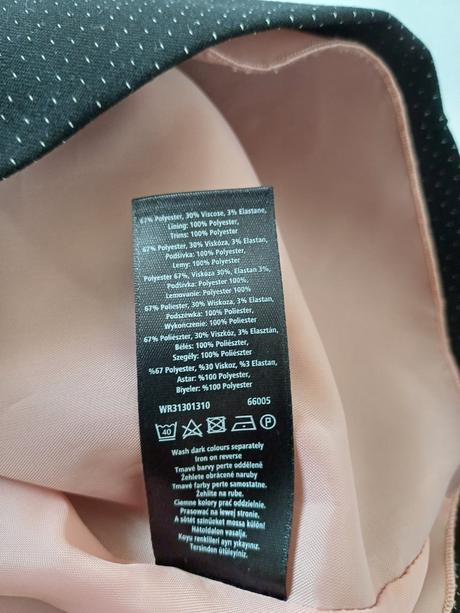 67% Polyester, 30% Viscose, 3% Elastane,
Lining: 100% Polyester,
Trims: 100% Polyester
67% Polyester, 30% Viskóza, 3% Elastan,
Podšívka: 100% Polyester,
Lemy: 100% Polyester
Polyester 67%, Viskóza 30%, Elastan 3%,
Podšívka: Polyester 100%,
Lemovanie: Polyester 100%
67% Poliester, 30% Wiskoza, 3% Elastan,
Podszewka: 100% Poliester,
Wykończenie: 100% Poliester
67% Poliészter, 30% Viszkóz, 3% Elasztán,
Bélés: 100% Poliészter,
Szegély: 100% Poliészter
%67 Polyester, %30 Viskoz, %3 Elastan,
Astar: %100 Polyester,
Biyeler: %100 Polyester
WR31301310 66005
40 P
Wash dark colours separately
Iron on reverse
Tmavé barvy perte odděleně
Žehlete obrácené naruby
Tmavé farby perte samostatne.
Žehlite na rube.
Ciemne kolory prać oddzielnie.
Prasować na lewej stronie.
A sötét színűeket mossa külön!
Hátoldalon vasalja.
Koyu renklileri ayrı yıkayınız.
Tersinden ütüleyiniz.